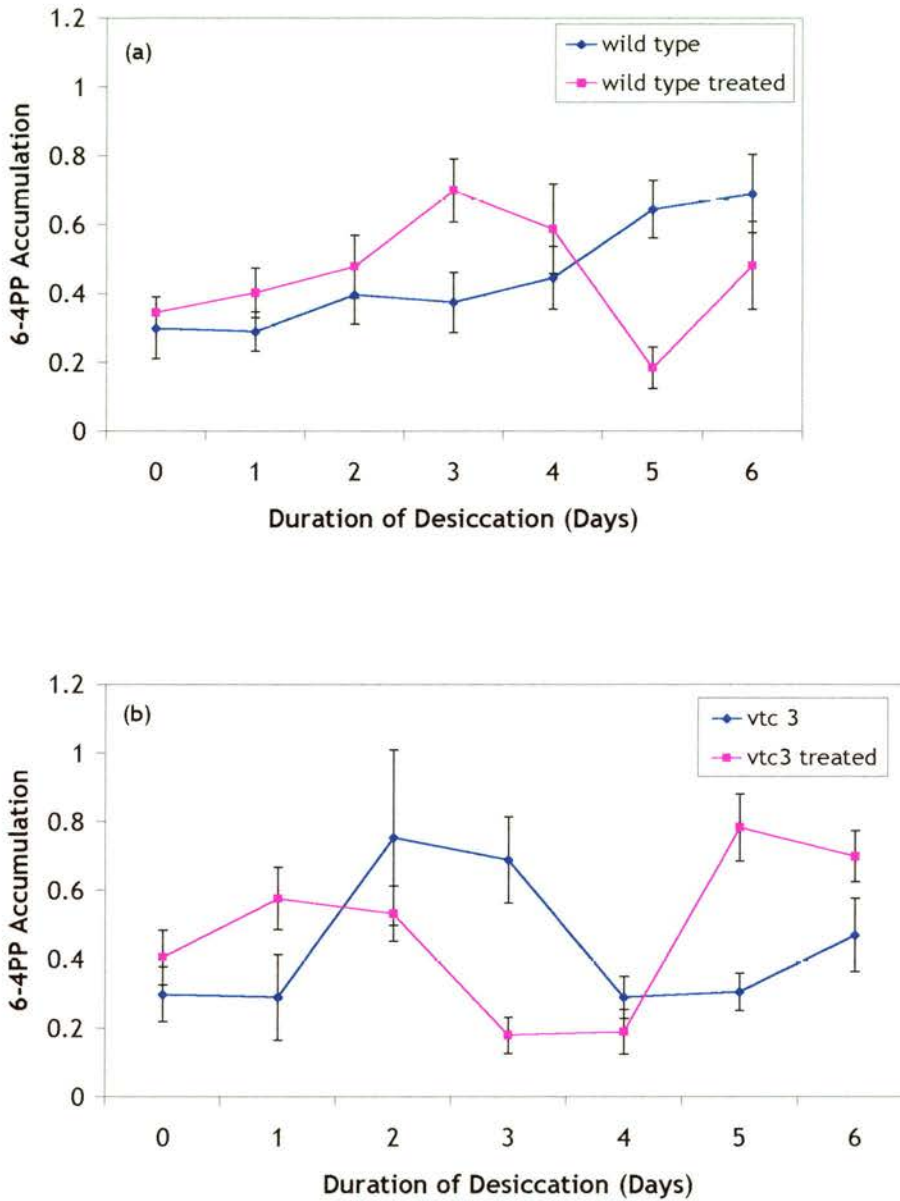 1.2
(a)
wild type
wild type treated
1
0.8
0.6
0.4
0.2
0
6-4PP Accumulation
0 1 2 3 4 5 6
Duration of Desiccation (Days)
1.2
(b)
vtc 3
vtc3 treated
1
0.8
0.6
0.4
0.2
0
6-4PP Accumulation
0 1 2 3 4 5 6
Duration of Desiccation (Days)